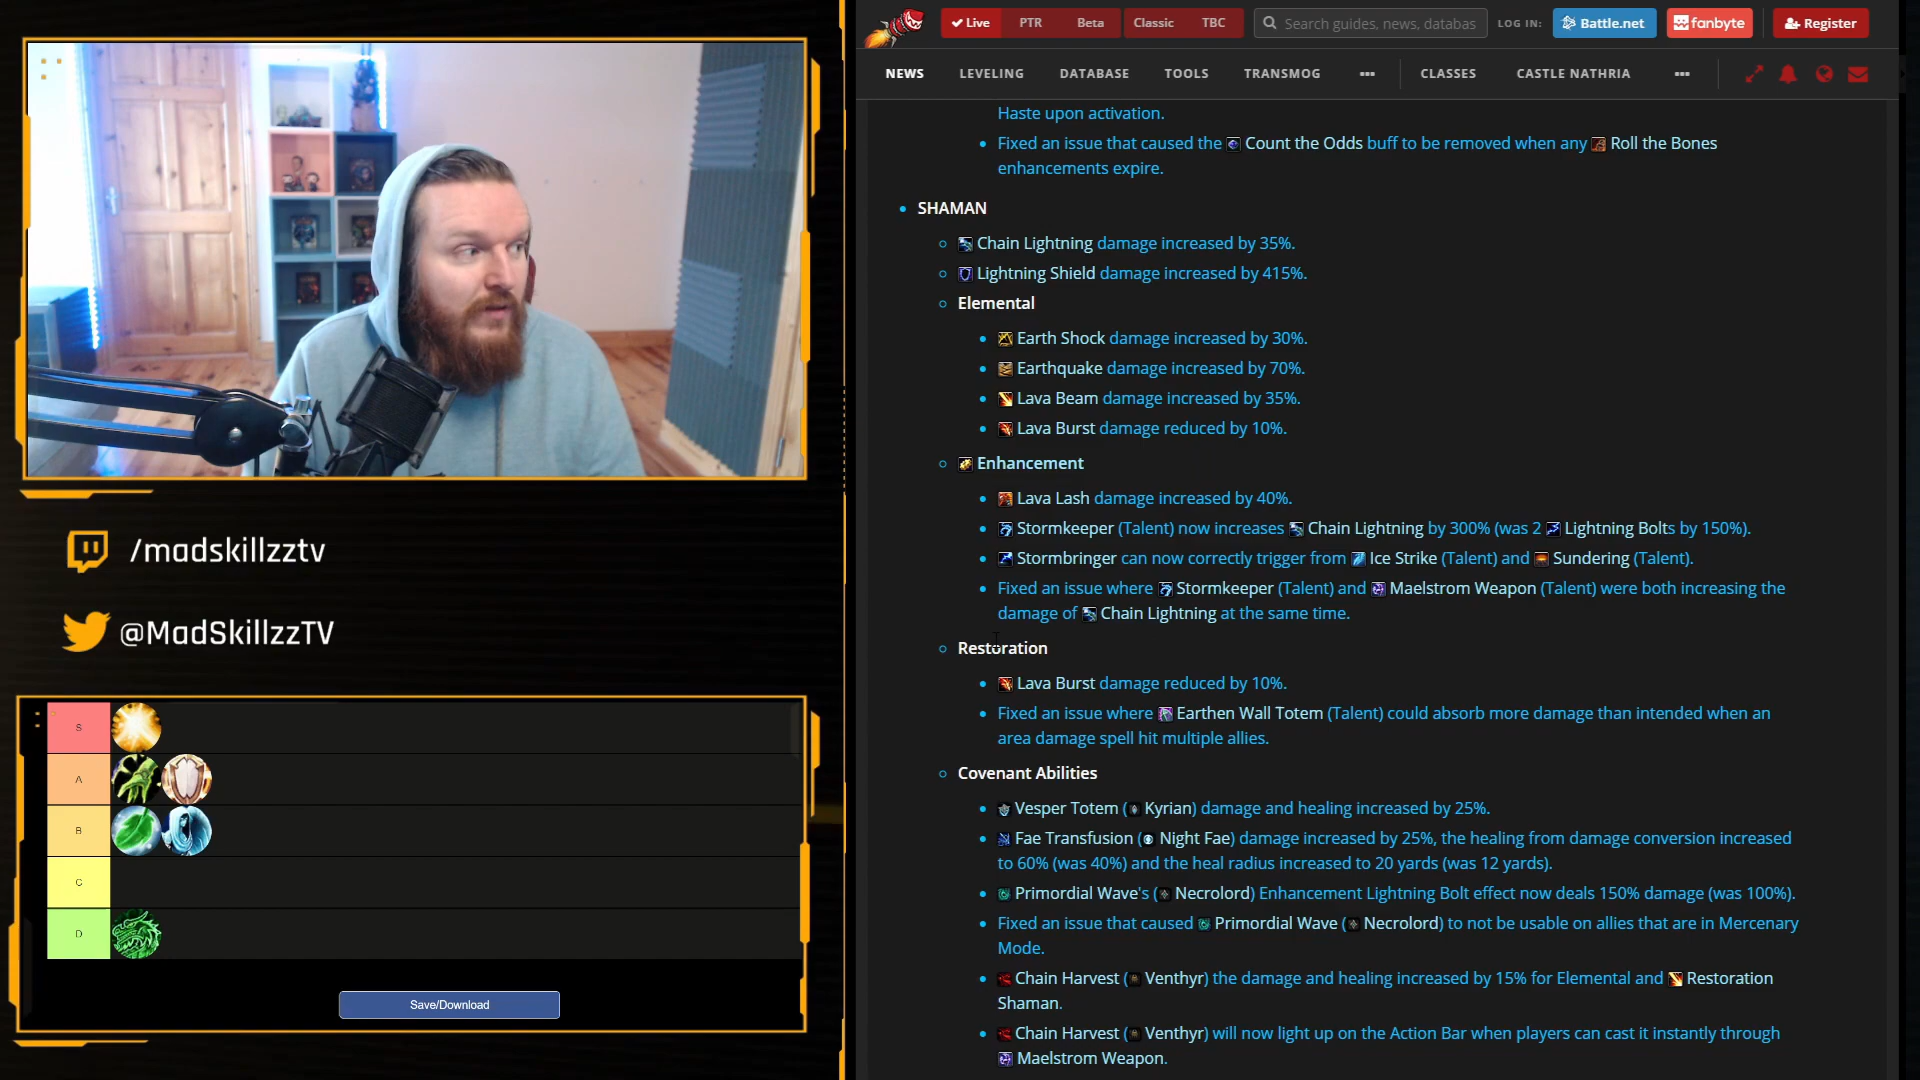 Live PTR Beta Classic TBC Search guides, news, databas LOG IN: Battle.net fanbyte Register
NEWS LEVELING DATABASE TOOLS TRANSMOG ••• CLASSES CASTLE NATHRIA •••
Haste upon activation.
Fixed an issue that caused the Count the Odds buff to be removed when any Roll the Bones
enhancements expire.
SHAMAN
Chain Lightning damage increased by 35%.
Lightning Shield damage increased by 415%.
Elemental
Earth Shock damage increased by 30%.
Earthquake damage increased by 70%.
Lava Beam damage increased by 35%.
Lava Burst damage reduced by 10%.
Enhancement
Lava Lash damage increased by 40%.
Stormkeeper (Talent) now increases Chain Lightning by 300% (was 2 Lightning Bolts by 150%).
Stormbringer can now correctly trigger from Ice Strike (Talent) and Sundering (Talent).
Fixed an issue where Stormkeeper (Talent) and Maelstrom Weapon (Talent) were both increasing the
damage of Chain Lightning at the same time.
Restoration
Lava Burst damage reduced by 10%.
Fixed an issue where Earthen Wall Totem (Talent) could absorb more damage than intended when an
area damage spell hit multiple allies.
Covenant Abilities
Vesper Totem (Kyrian) damage and healing increased by 25%.
Fae Transfusion (Night Fae) damage increased by 25%, the healing from damage conversion increased
to 60% (was 40%) and the heal radius increased to 20 yards (was 12 yards).
Primordial Wave's (Necrolord) Enhancement Lightning Bolt effect now deals 150% damage (was 100%).
Fixed an issue that caused Primordial Wave (Necrolord) to not be usable on allies that are in Mercenary
Mode.
Chain Harvest (Venthyr) the damage and healing increased by 15% for Elemental and Restoration
Shaman.
Chain Harvest (Venthyr) will now light up on the Action Bar when players can cast it instantly through
Maelstrom Weapon.
/madskillzztv
@MadSkillzzTV
S
A
B
C
D
Save/Download